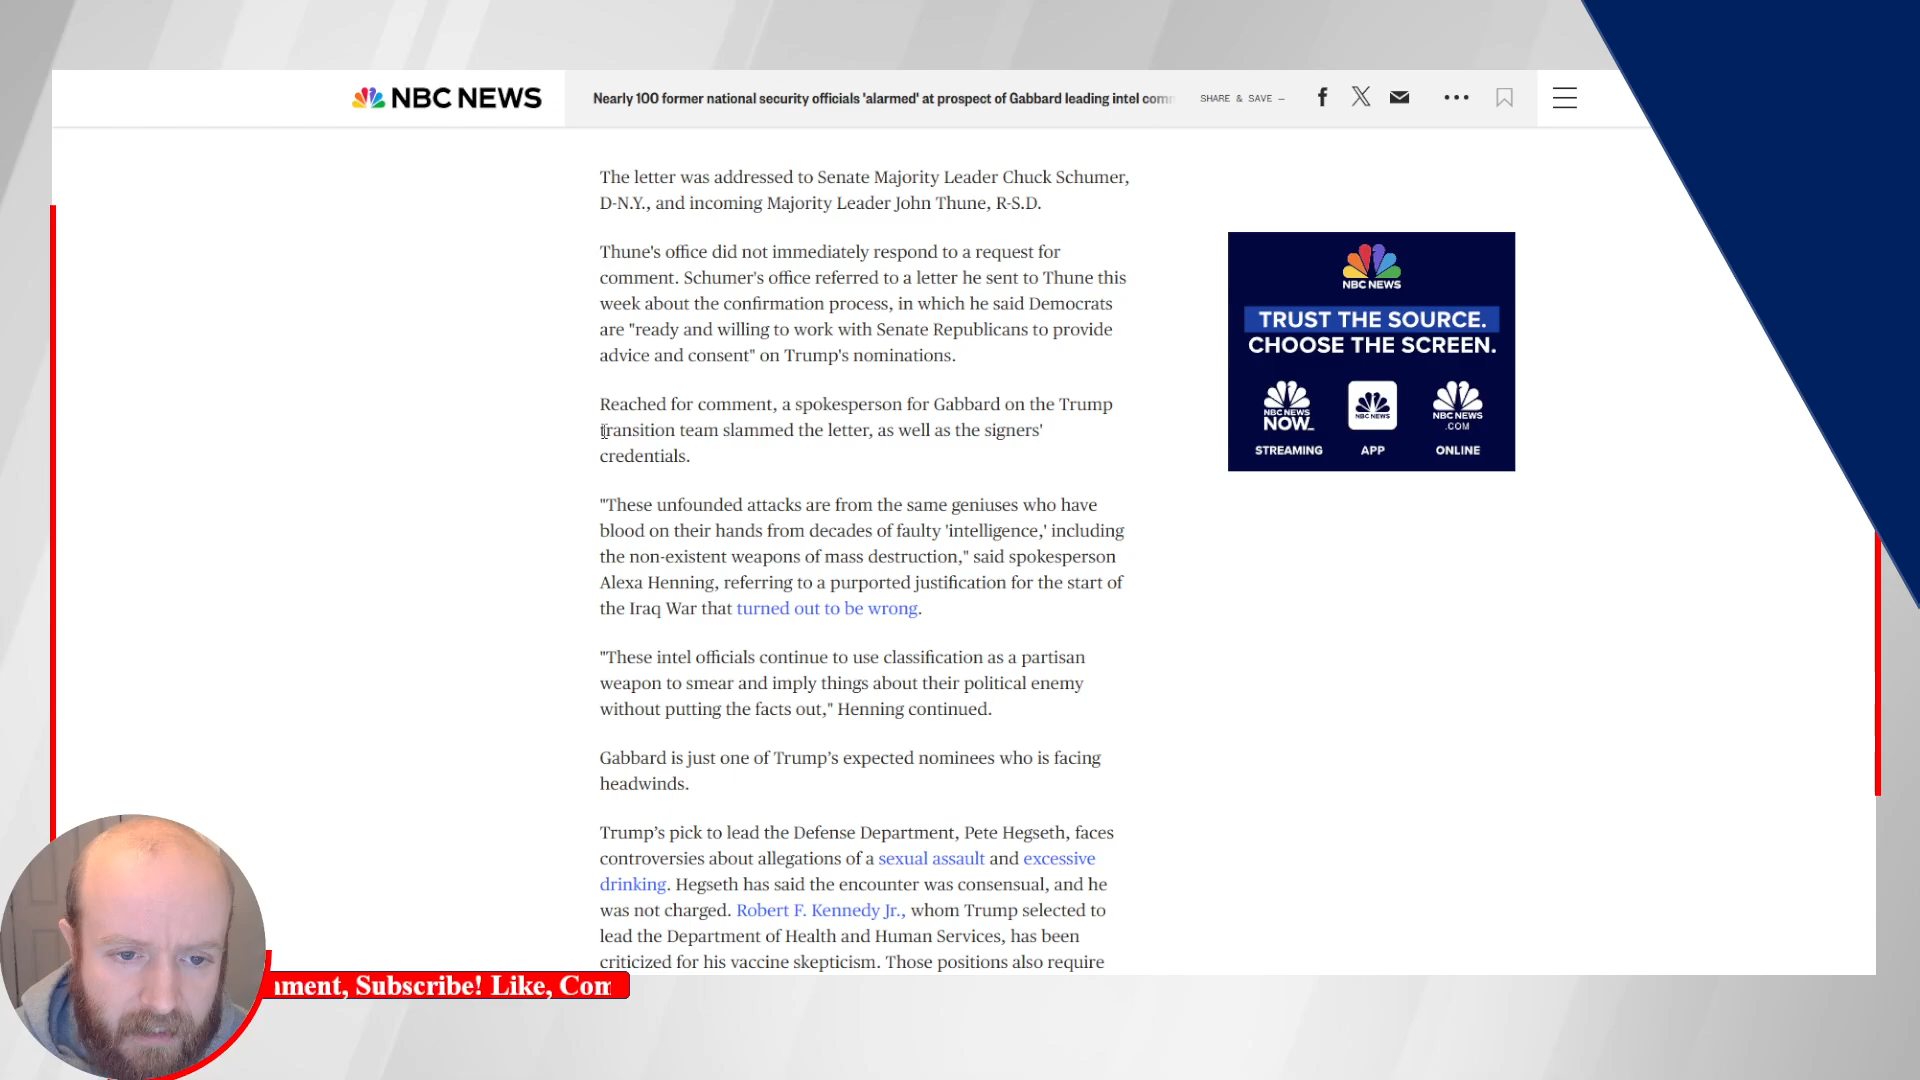 NBC NEWS
Nearly 100 former national security officials 'alarmed' at prospect of Gabbard leading intel com
SHARE & SAVE —
The letter was addressed to Senate Majority Leader Chuck Schumer,
D-N.Y., and incoming Majority Leader John Thune, R-S.D.
Thune's office did not immediately respond to a request for
comment. Schumer's office referred to a letter he sent to Thune this
week about the confirmation process, in which he said Democrats
are "ready and willing to work with Senate Republicans to provide
advice and consent" on Trump's nominations.
Reached for comment, a spokesperson for Gabbard on the Trump
transition team slammed the letter, as well as the signers'
credentials.
"These unfounded attacks are from the same geniuses who have
blood on their hands from decades of faulty 'intelligence,' including
the non-existent weapons of mass destruction," said spokesperson
Alexa Henning, referring to a purported justification for the start of
the Iraq War that turned out to be wrong.
"These intel officials continue to use classification as a partisan
weapon to smear and imply things about their political enemy
without putting the facts out," Henning continued.
Gabbard is just one of Trump’s expected nominees who is facing
headwinds.
Trump’s pick to lead the Defense Department, Pete Hegseth, faces
controversies about allegations of a sexual assault and excessive
drinking. Hegseth has said the encounter was consensual, and he
was not charged. Robert F. Kennedy Jr., whom Trump selected to
lead the Department of Health and Human Services, has been
criticized for his vaccine skepticism. Those positions also require
NBC NEWS
TRUST THE SOURCE.
CHOOSE THE SCREEN.
NBC NEWS
NOW
NBC NEWS
NBC NEWS
.COM
STREAMING
APP
ONLINE
ment, Subscribe! Like, Com